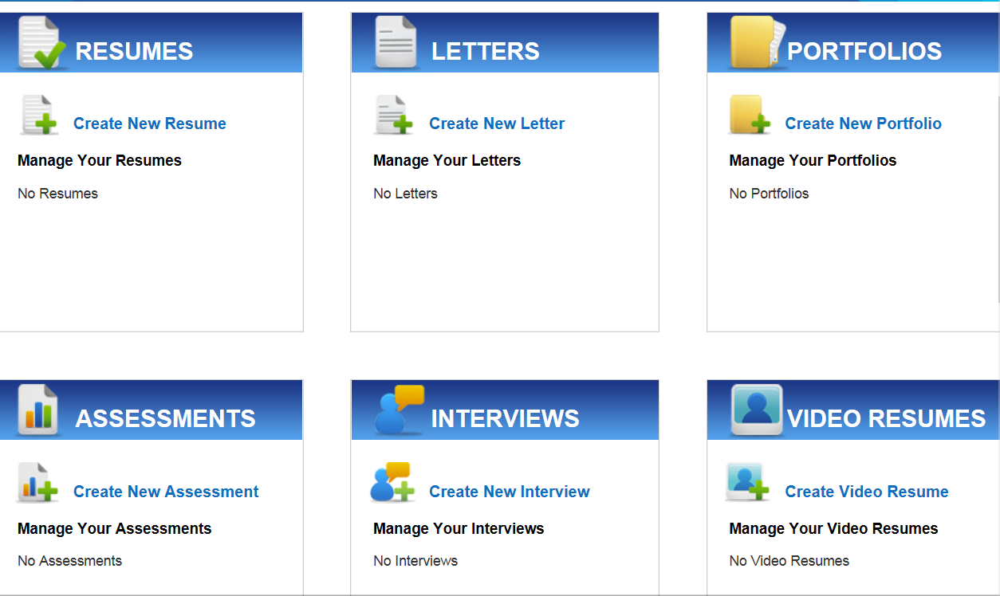 RESUMES
Create New Resume
Manage Your Resumes
No Resumes
LETTERS
Create New Letter
Manage Your Letters
No Letters
PORTFOLIOS
Create New Portfolio
Manage Your Portfolios
No Portfolios
ASSESSMENTS
Create New Assessment
Manage Your Assessments
No Assessments
INTERVIEWS
Create New Interview
Manage Your Interviews
No Interviews
VIDEO RESUMES
Create Video Resume
Manage Your Video Resumes
No Video Resumes